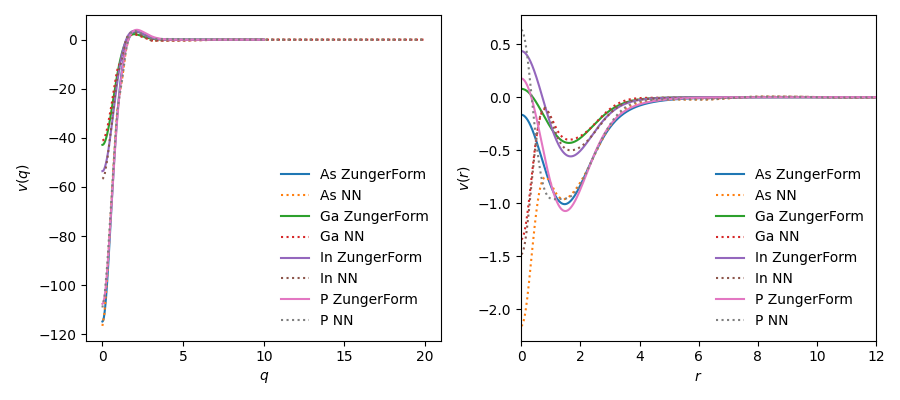 0
−20
−40
−60
−80
−100
−120
v(q)
0
5
10
15
20
q
As ZungerForm
As NN
Ga ZungerForm
Ga NN
In ZungerForm
In NN
P ZungerForm
P NN
0.5
0.0
−0.5
−1.0
−1.5
−2.0
v(r)
0
2
4
6
8
10
12
r
As ZungerForm
As NN
Ga ZungerForm
Ga NN
In ZungerForm
In NN
P ZungerForm
P NN